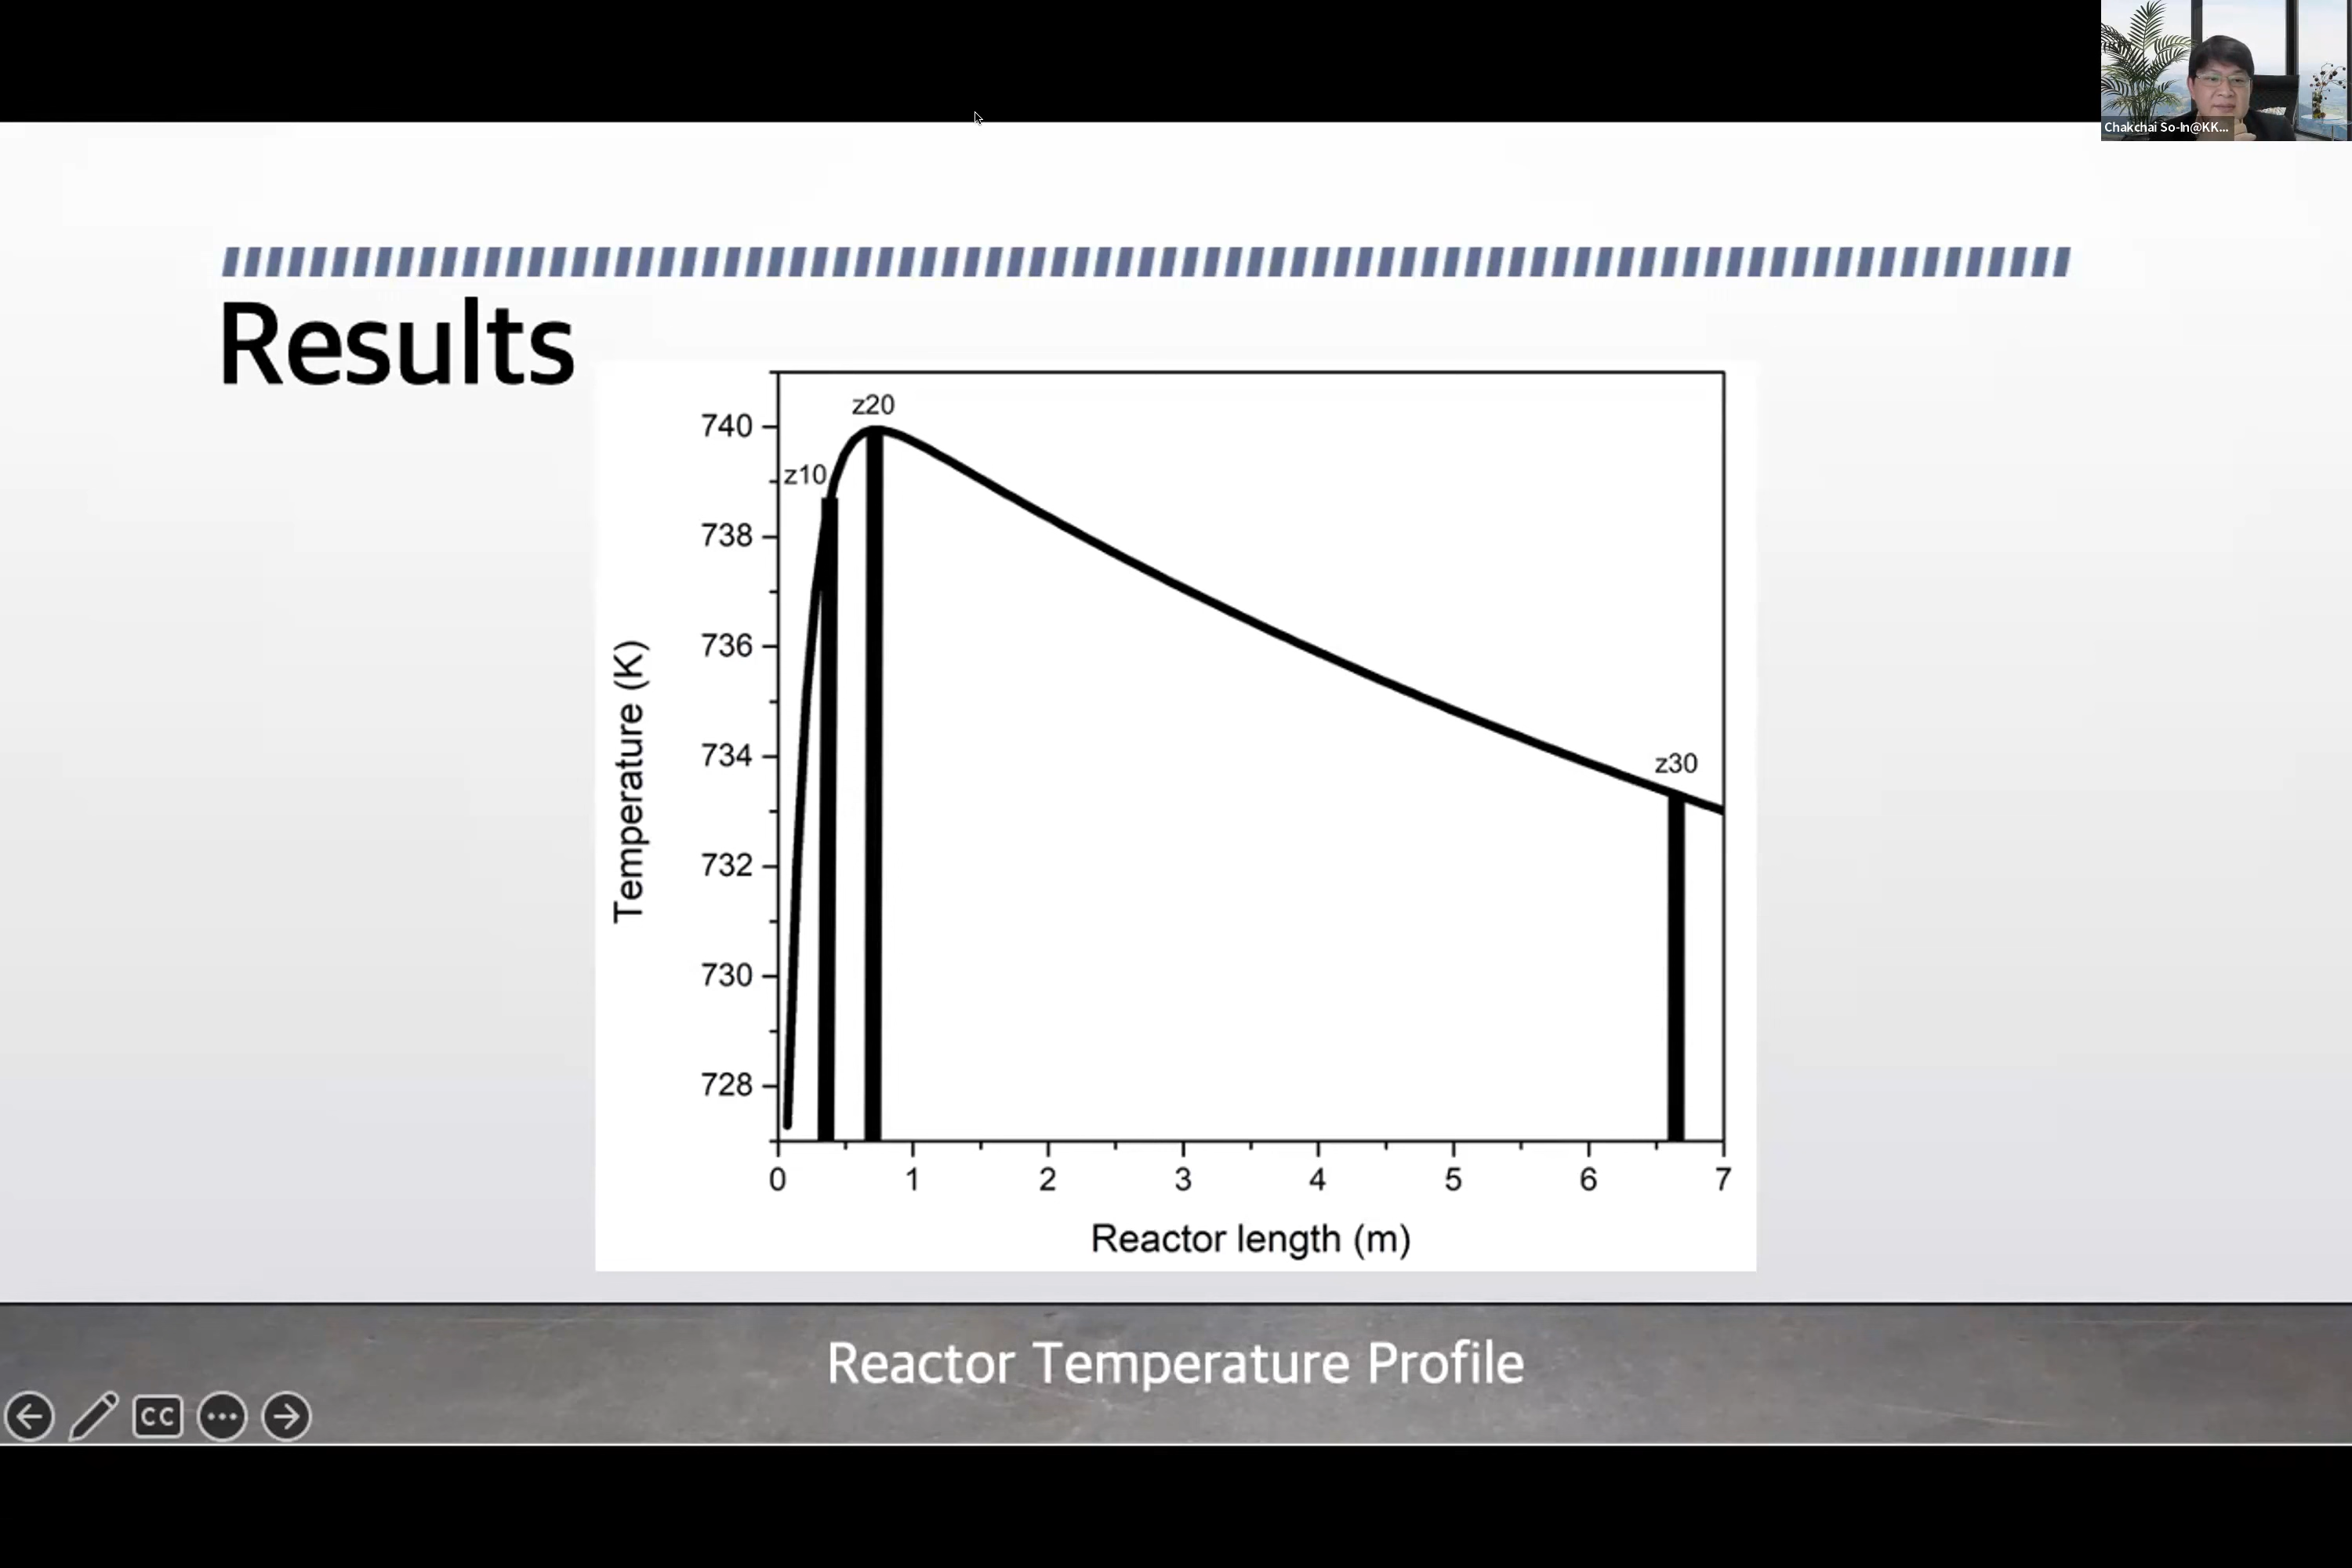 Chakchai So-In@KK...
Results
z20
740
z10
738
736
734
z30
732
730
728
Temperature (K)
0 1 2 3 4 5 6 7
Reactor length (m)
Reactor Temperature Profile
CC